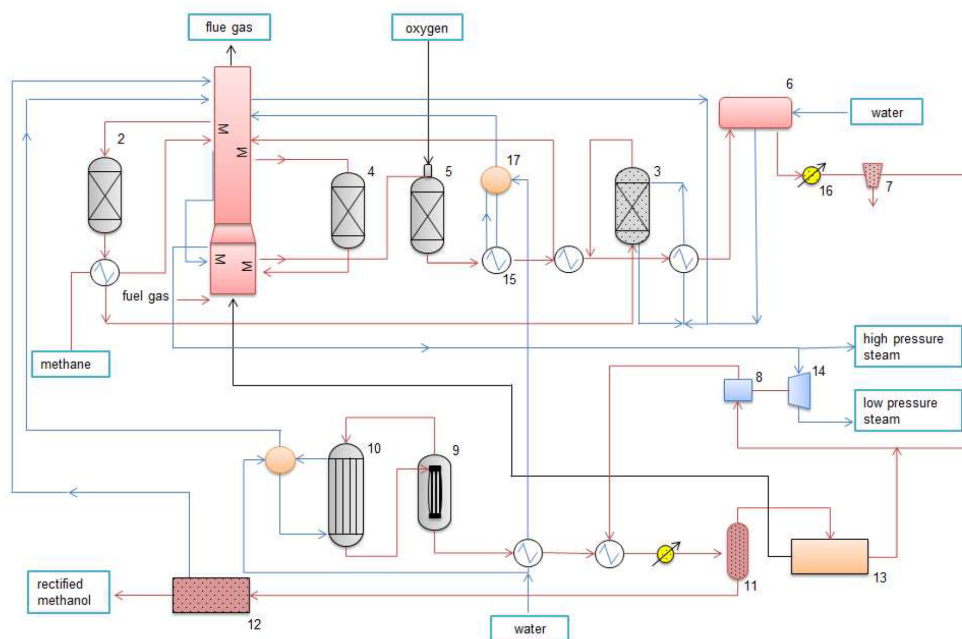 flue gas
oxygen
6
water
2
M
M
17
4
5
3
16
7
M
M
15
fuel gas
methane
high pressure
steam
14
8
low pressure
steam
10
9
11
13
rectified
methanol
12
water